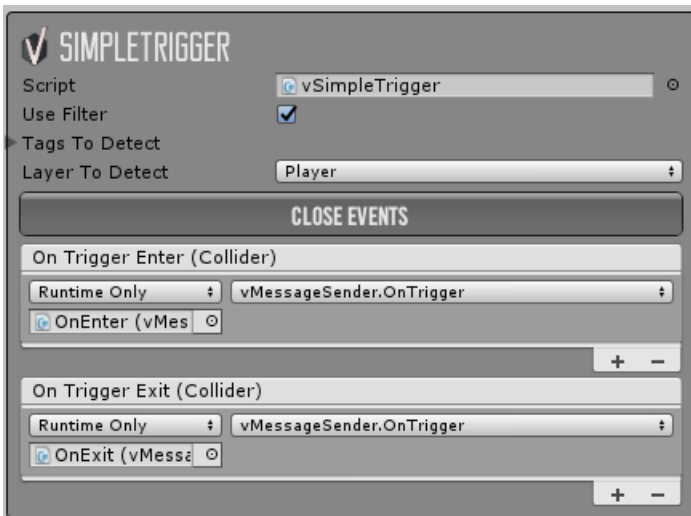 SIMPLETRIGGER
Script vSimpleTrigger
Use Filter
Tags To Detect
Layer To Detect Player
CLOSE EVENTS
On Trigger Enter (Collider)
Runtime Only vMessageSender.OnTrigger
OnEnter (vMes
+ -
On Trigger Exit (Collider)
Runtime Only vMessageSender.OnTrigger
OnExit (vMessa
+ -